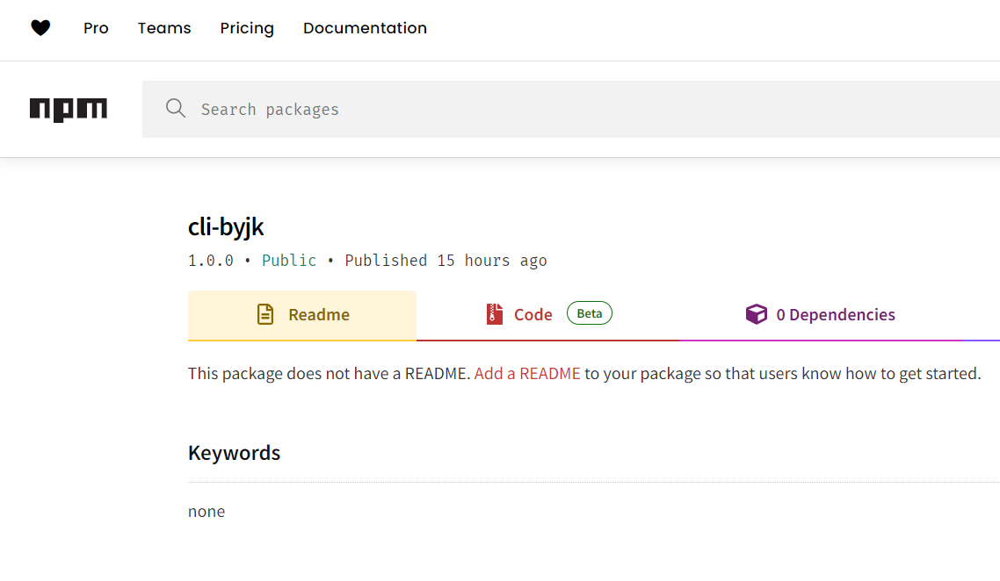 Pro Teams Pricing Documentation
npm Search packages
cli-byjk
1.0.0 • Public • Published 15 hours ago
Readme Code Beta 0 Dependencies
This package does not have a README. Add a README to your package so that users know how to get started.
Keywords
none